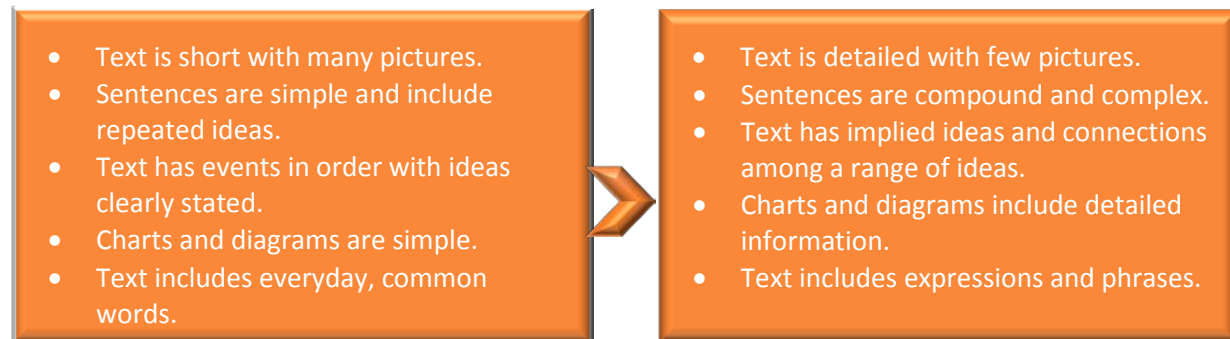 • Text is short with many pictures.
• Sentences are simple and include
repeated ideas.
• Text has events in order with ideas
clearly stated.
• Charts and diagrams are simple.
• Text includes everyday, common
words.
• Text is detailed with few pictures.
• Sentences are compound and complex.
• Text has implied ideas and connections
among a range of ideas.
• Charts and diagrams include detailed
information.
• Text includes expressions and phrases.